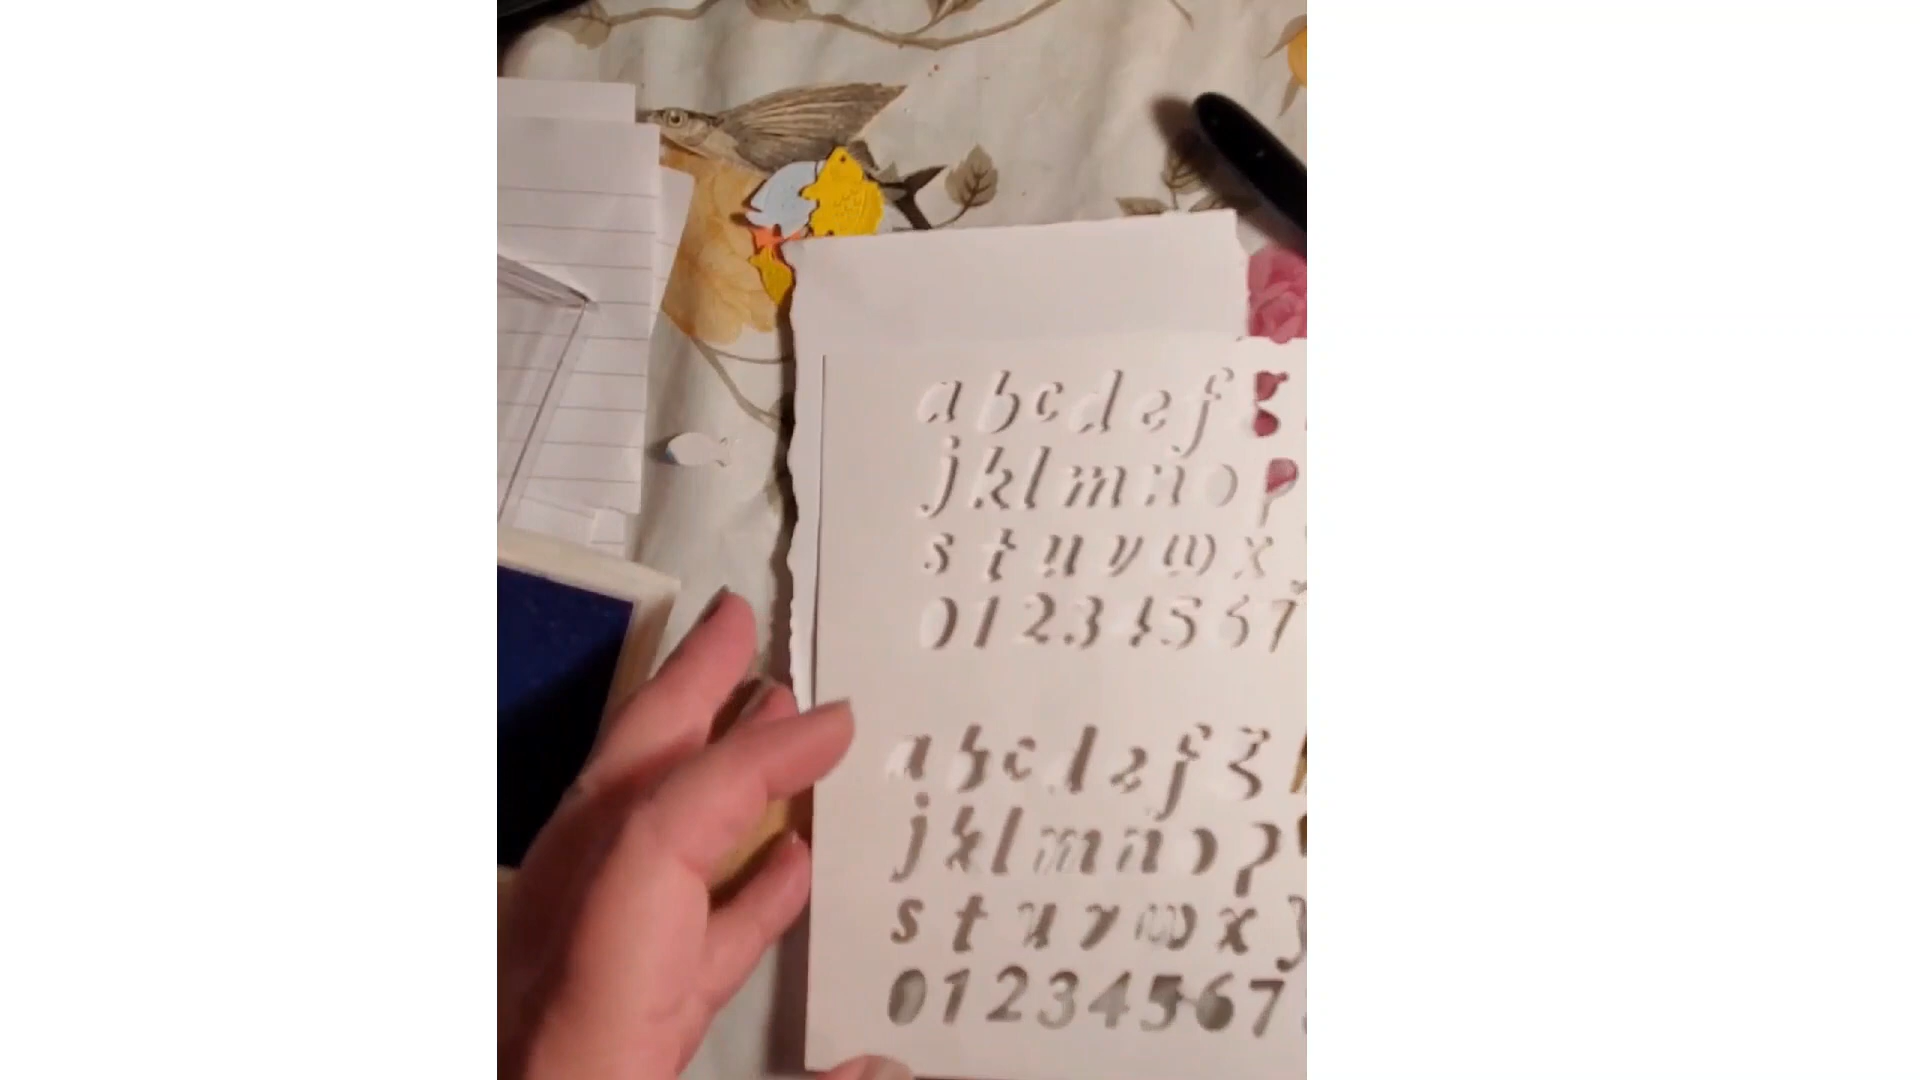 a b c d e f g
j k l m n o p
s t u v w x
0 1 2 3 4 5 6 7
a b c d e f g
j k l m n o p
s t u v w x y
0 1 2 3 4 5 6 7